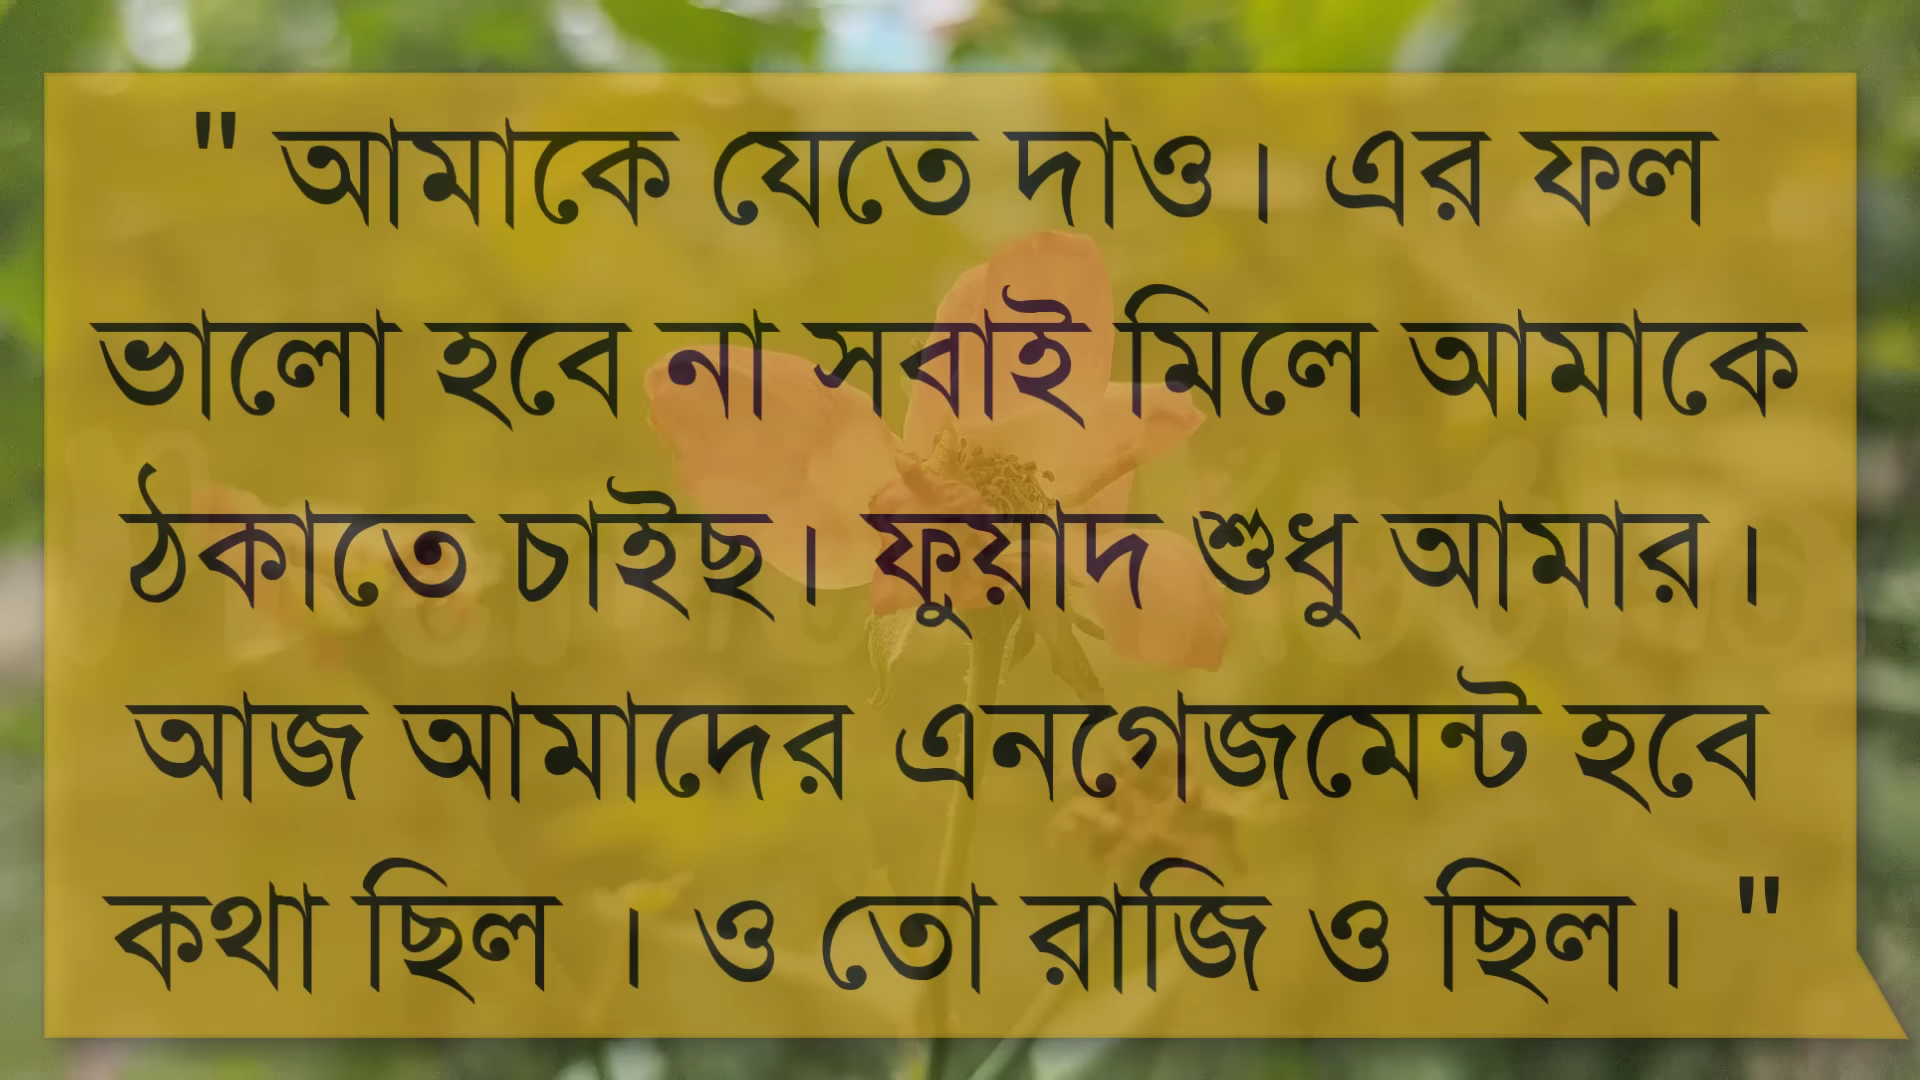 " আমাকে যেতে দাও। এর ফল
ভালো হবে না সবাই মিলে আমাকে
ঠকাতে চাইছ। ফুয়াদ শুধু আমার।
আজ আমাদের এনগেজমেন্ট হবে
কথা ছিল । ও তো রাজি ও ছিল। "